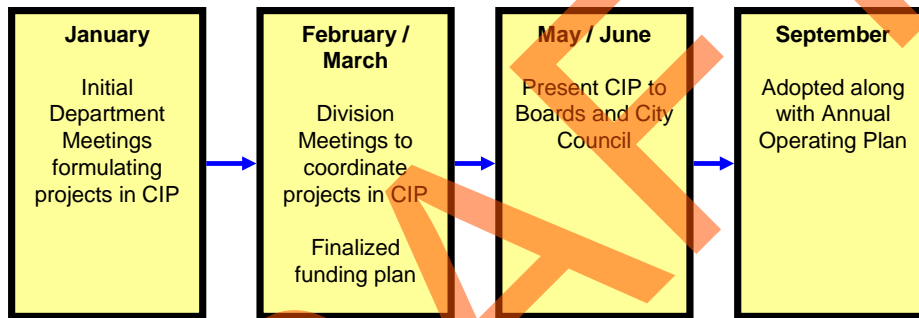 January
Initial
Department
Meetings
formulating
projects in CIP
February /
March
Division
Meetings to
coordinate
projects in CIP
Finalized
funding plan
May / June
Present CIP to
Boards and City
Council
September
Adopted along
with Annual
Operating Plan